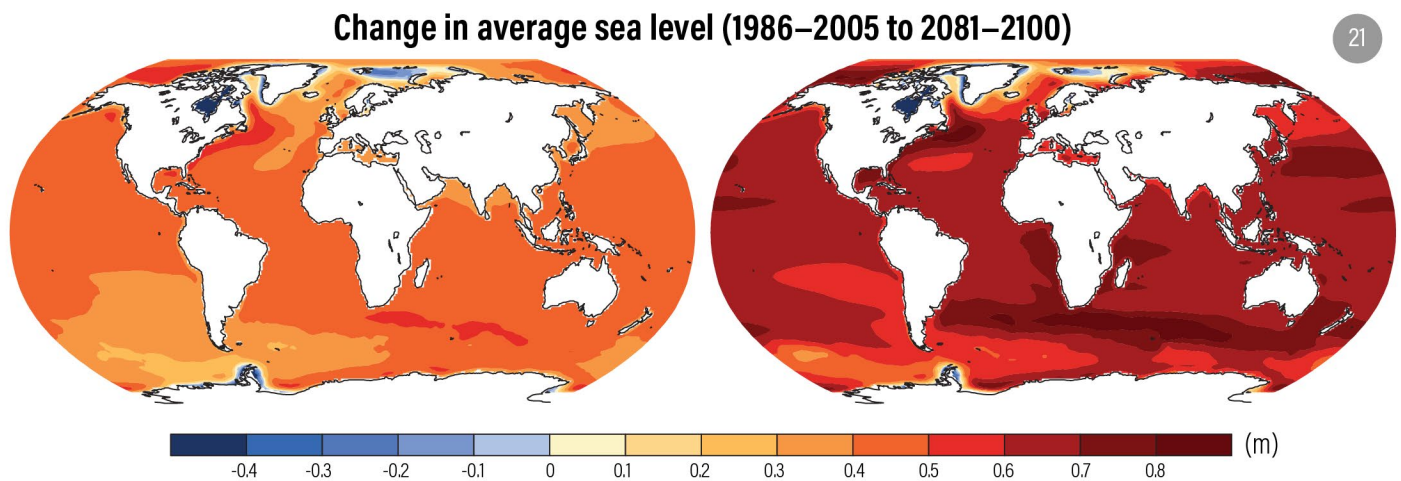 Change in average sea level (1986–2005 to 2081–2100)
21
(m)
-0.4 -0.3 -0.2 -0.1 0 0.1 0.2 0.3 0.4 0.5 0.6 0.7 0.8